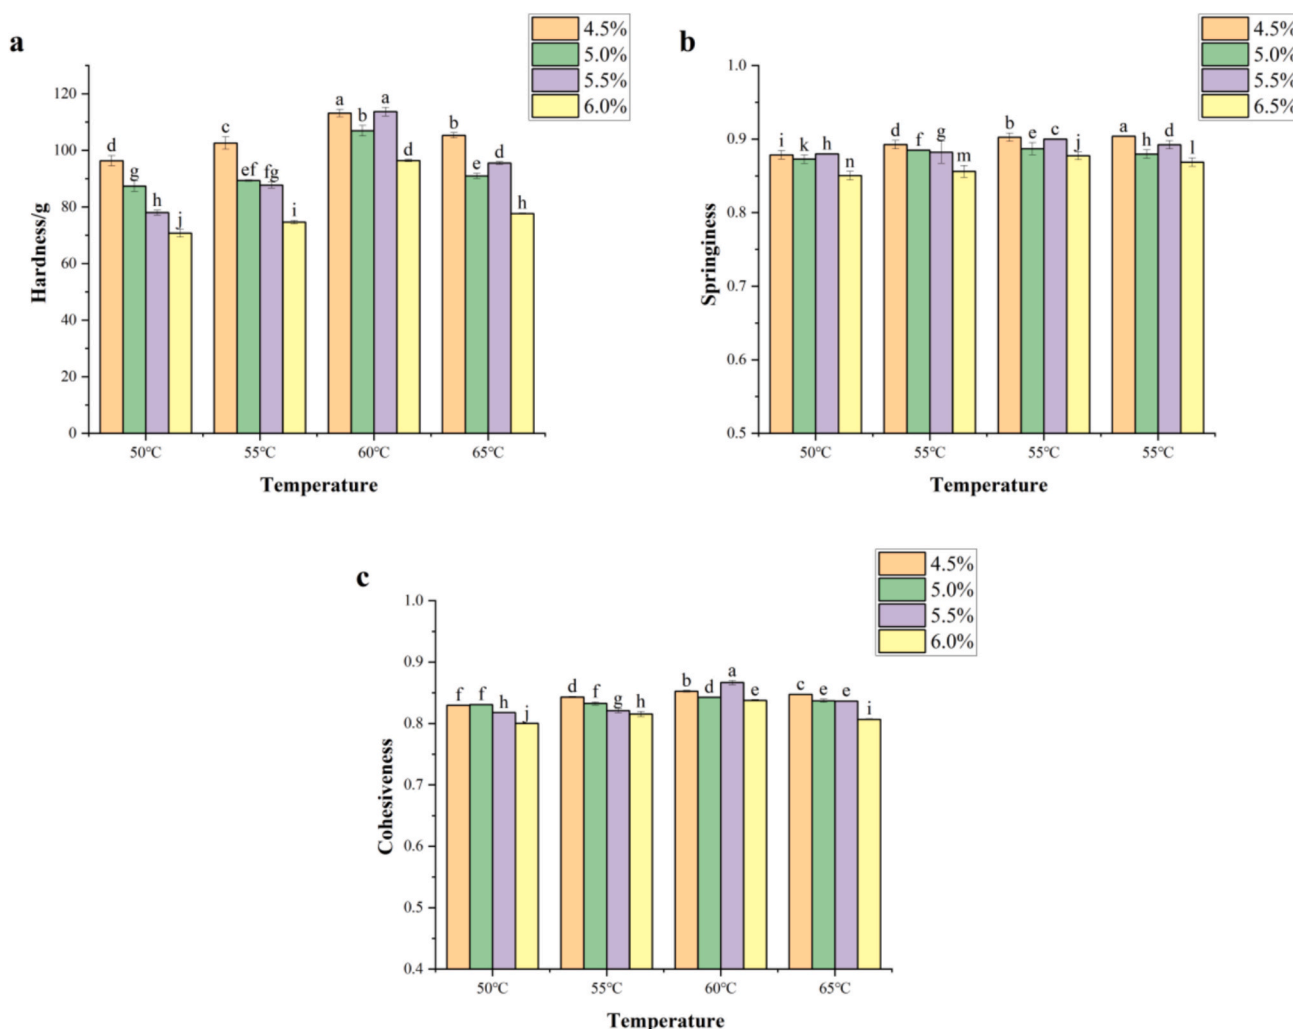 a
4.5%
5.0%
5.5%
6.0%
Hardness/g
120
100
80
60
40
20
0
d g h j
c ef fg i
a b a d
b e d h
50°C 55°C 60°C 65°C
Temperature
b
4.5%
5.0%
5.5%
6.5%
Springiness
1.0
0.9
0.8
0.7
0.6
0.5
i k h n
d f g m
b e c j
a h d l
50°C 55°C 55°C 55°C
Temperature
c
4.5%
5.0%
5.5%
6.0%
Cohesiveness
1.0
0.9
0.8
0.7
0.6
0.5
0.4
f f h j
d f g h
b d a e
c e e i
50°C 55°C 60°C 65°C
Temperature